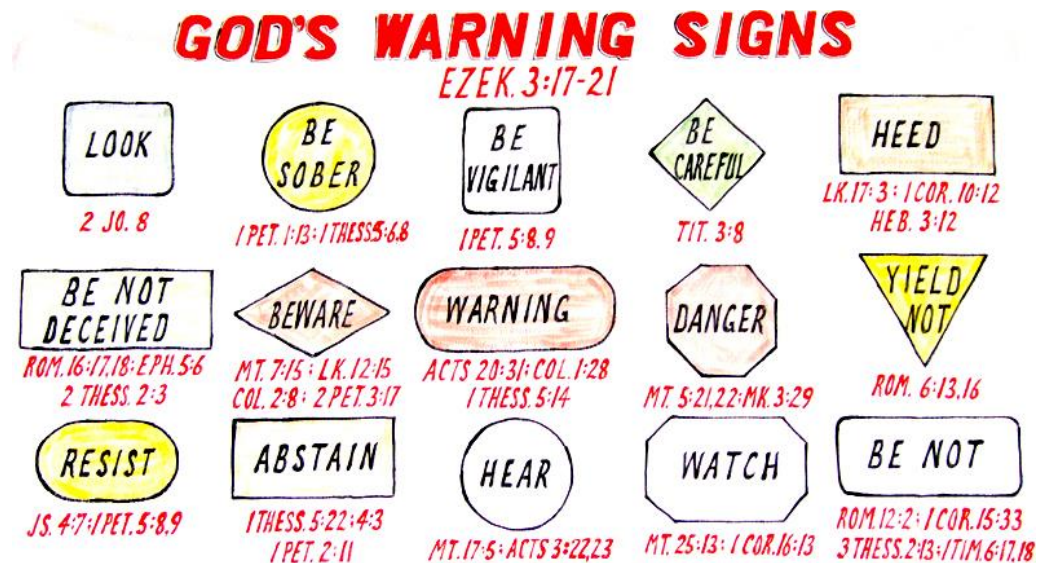 GOD'S WARNING SIGNS
EZEK. 3:17-21
LOOK
2 JO. 8
BE
SOBER
1 PET. 1:13; 1 THESS. 5:6.8
BE
VIGILANT
1 PET. 5:8.9
BE
CAREFUL
TIT. 3:8
HEED
LK. 17:3; 1 COR. 10:12
HEB. 3:12
BE NOT
DECEIVED
ROM. 16:17,18; EPH. 5:6
2 THESS. 2:3
BEWARE
MT. 7:15; LK. 12:15
COL. 2:8; 2 PET. 3:17
WARNING
ACTS 20:31; COL. 1:28
1 THESS. 5:14
DANGER
MT. 5:21,22; MK. 3:29
YIELD
NOT
ROM. 6:13,16
RESIST
JS. 4:7; 1 PET. 5:8,9
ABSTAIN
1 THESS. 5:22; 4:3
1 PET. 2:11
HEAR
MT. 17:5; ACTS 3:22,23
WATCH
MT. 25:13; 1 COR. 16:13
BE NOT
ROM. 12:2; 1 COR. 15:33
3 THESS. 2:13; 1 TIM. 6:17,18